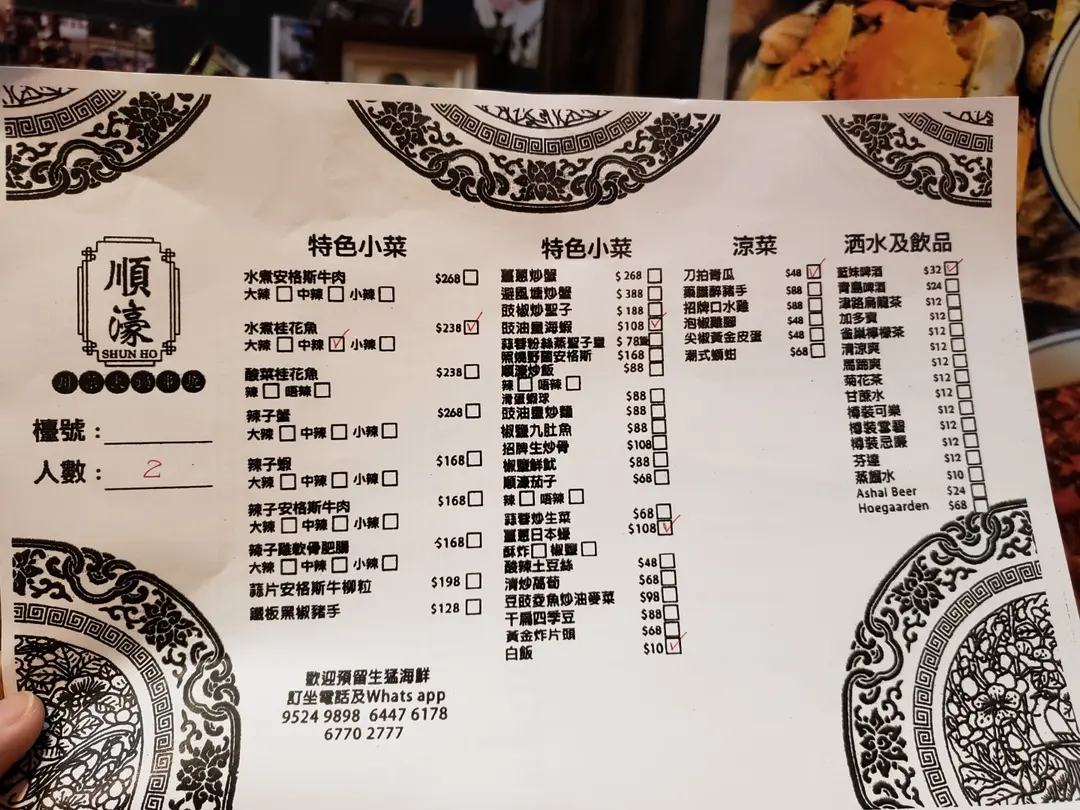 順濠
SHUN HO
檯號：
人數： 2
特色小菜
水煮安格斯牛肉 $268
大辣 中辣 小辣
水煮桂花魚 $238 ✓
大辣 中辣 ✓ 小辣
酸菜桂花魚 $238
辣 唔辣
辣子蟹 $268
大辣 中辣 小辣
辣子蝦 $168
大辣 中辣 小辣
辣子安格斯牛肉 $168
大辣 中辣 小辣
辣子雞軟骨肥腸 $168
大辣 中辣 小辣
蒜片安格斯牛柳粒 $198
鐵板黑椒豬手 $128
歡迎預留生猛海鮮
訂坐電話及Whats app
9524 9898 6447 6178
6770 2777
特色小菜
薑蔥炒蟹 $268
避風塘炒蟹 $388
豉椒炒聖子 $188
豉油皇海蝦 $108 ✓
蒜蓉粉絲蒸聖子皇 $78
照燒野菌安格斯 $168
順濠炒飯 $88
辣 唔辣
滑蛋蝦球 $88
豉油皇炒麵 $88
椒鹽九肚魚 $88
招牌生炒骨 $108
椒鹽鮮魷 $88
順濠茄子 $68
辣 唔辣
蒜蓉炒生菜 $68
薑蔥日本蠔 $108 ✓
酥炸 椒鹽
酸辣土豆絲 $48
清炒萵筍 $68
豆豉夌魚炒油麥菜 $98
干扁四季豆 $88
黃金炸片頭 $68
白飯 $10 ✓
涼菜
刀拍青瓜 $48 ✓
藥膳醉豬手 $88
招牌口水雞 $88
泡椒雞腳 $48
尖椒黃金皮蛋 $48
潮式螄蚶 $68
酒水及飲品
藍妹啤酒 $32 ✓
青島啤酒 $24
津路烏龍茶 $12
加多寶 $12
雀巢檸檬茶 $12
清涼爽 $12
馬蹄爽 $12
菊花茶 $12
甘蔗水 $12
樽裝可樂 $12
樽裝雪碧 $12
樽裝忌廉 $12
芬達 $12
蒸餾水 $10
Ashal Beer $24
Hoegaarden $68